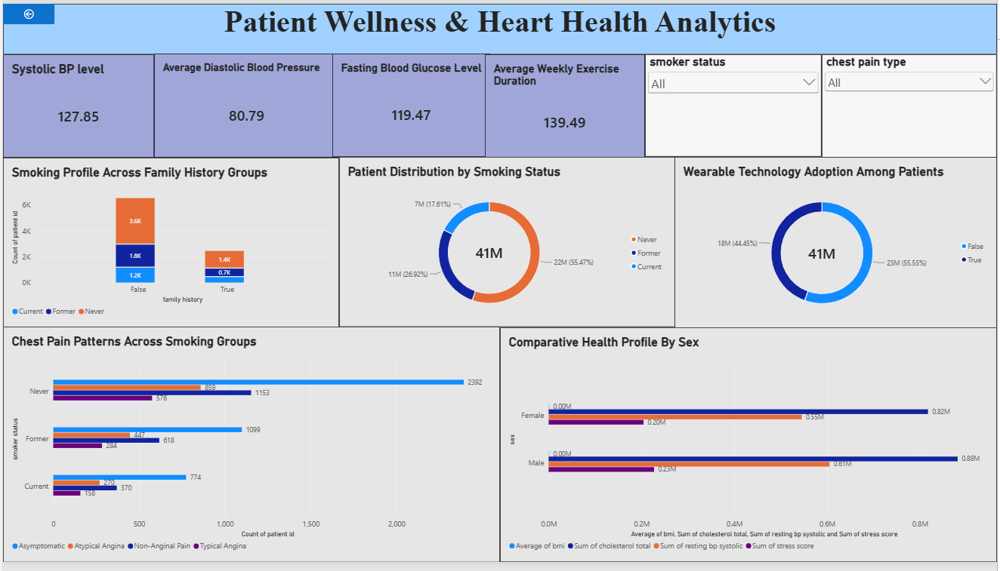 Patient Wellness & Heart Health Analytics
Systolic BP level
127.85
Average Diastolic Blood Pressure
80.79
Fasting Blood Glucose Level
119.47
Average Weekly Exercise
Duration
139.49
smoker status
All
chest pain type
All
Smoking Profile Across Family History Groups
Count of patient id
6K
4K
2K
0K
3.6K
1.8K
1.2K
1.4K
0.7K
False
True
family history
Current
Former
Never
Patient Distribution by Smoking Status
7M (17.61%)
11M (26.92%)
22M (55.47%)
41M
Never
Former
Current
Wearable Technology Adoption Among Patients
18M (44.45%)
23M (55.55%)
41M
False
True
Chest Pain Patterns Across Smoking Groups
smoker status
Never
2392
859
1153
576
Former
1099
447
618
284
Current
774
270
370
158
0
500
1,000
1,500
2,000
Count of patient id
Asymptomatic
Atypical Angina
Non-Anginal Pain
Typical Angina
Comparative Health Profile By Sex
sex
Female
0.00M
0.82M
0.55M
0.20M
Male
0.00M
0.88M
0.61M
0.23M
0.0M
0.2M
0.4M
0.6M
0.8M
Average of bmi, Sum of cholesterol total, Sum of resting bp systolic and Sum of stress score
Average of bmi
Sum of cholesterol total
Sum of resting bp systolic
Sum of stress score